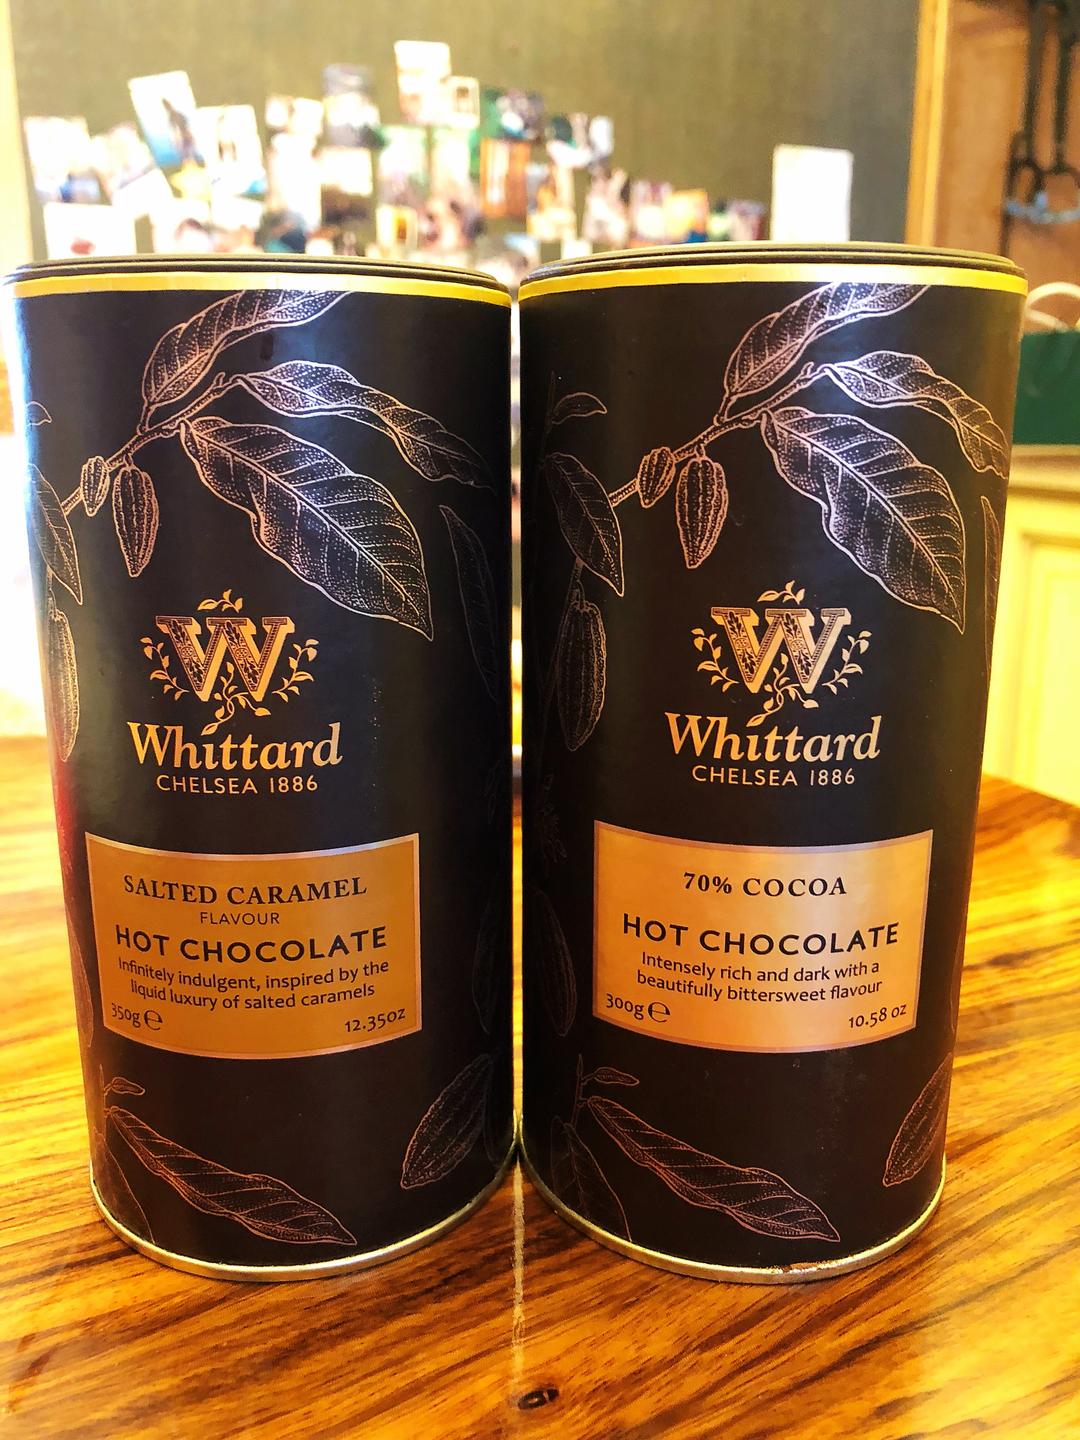 W
Whittard
CHELSEA 1886
SALTED CARAMEL
FLAVOUR
HOT CHOCOLATE
Infinitely indulgent, inspired by the
liquid luxury of salted caramels
350g ℮
12.35oz
W
Whittard
CHELSEA 1886
70% COCOA
HOT CHOCOLATE
Intensely rich and dark with a
beautifully bittersweet flavour
300g ℮
10.58 oz